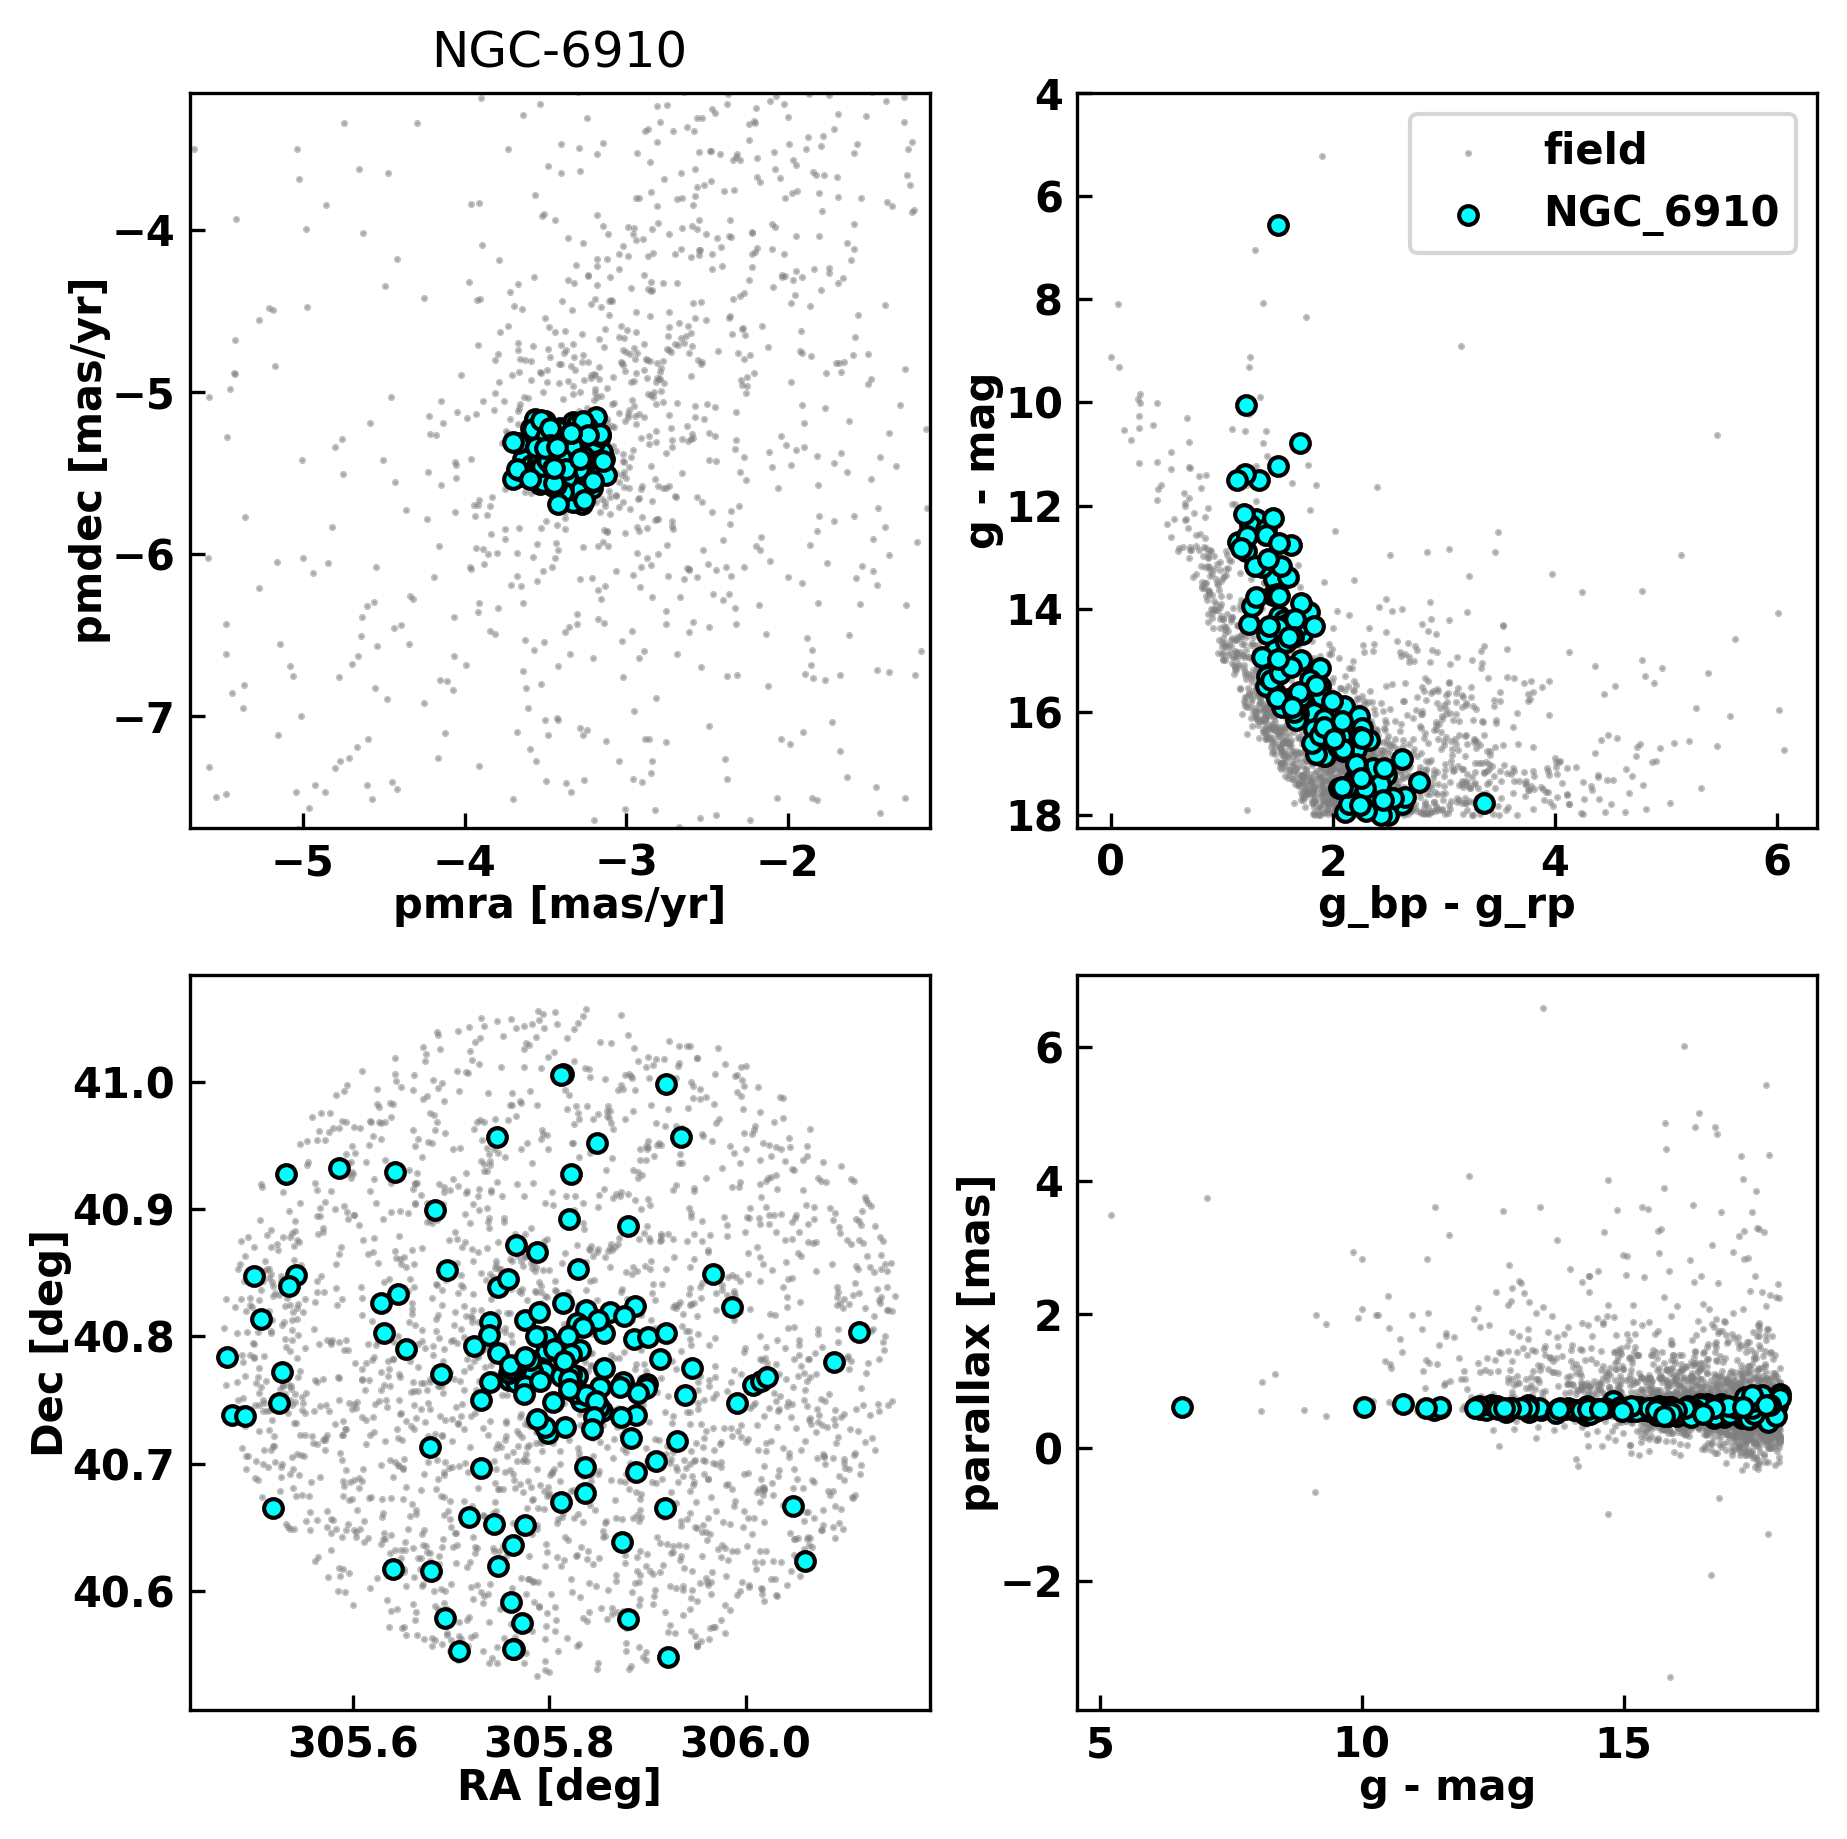 NGC-6910
−4
−5
−6
−7
pmdec [mas/yr]
−5 −4 −3 −2
pmra [mas/yr]
4
6
8
10
12
14
16
18
g - mag
field
NGC_6910
0 2 4 6
g_bp - g_rp
41.0
40.9
40.8
40.7
40.6
Dec [deg]
305.6 305.8 306.0
RA [deg]
6
4
2
0
−2
parallax [mas]
5 10 15
g - mag